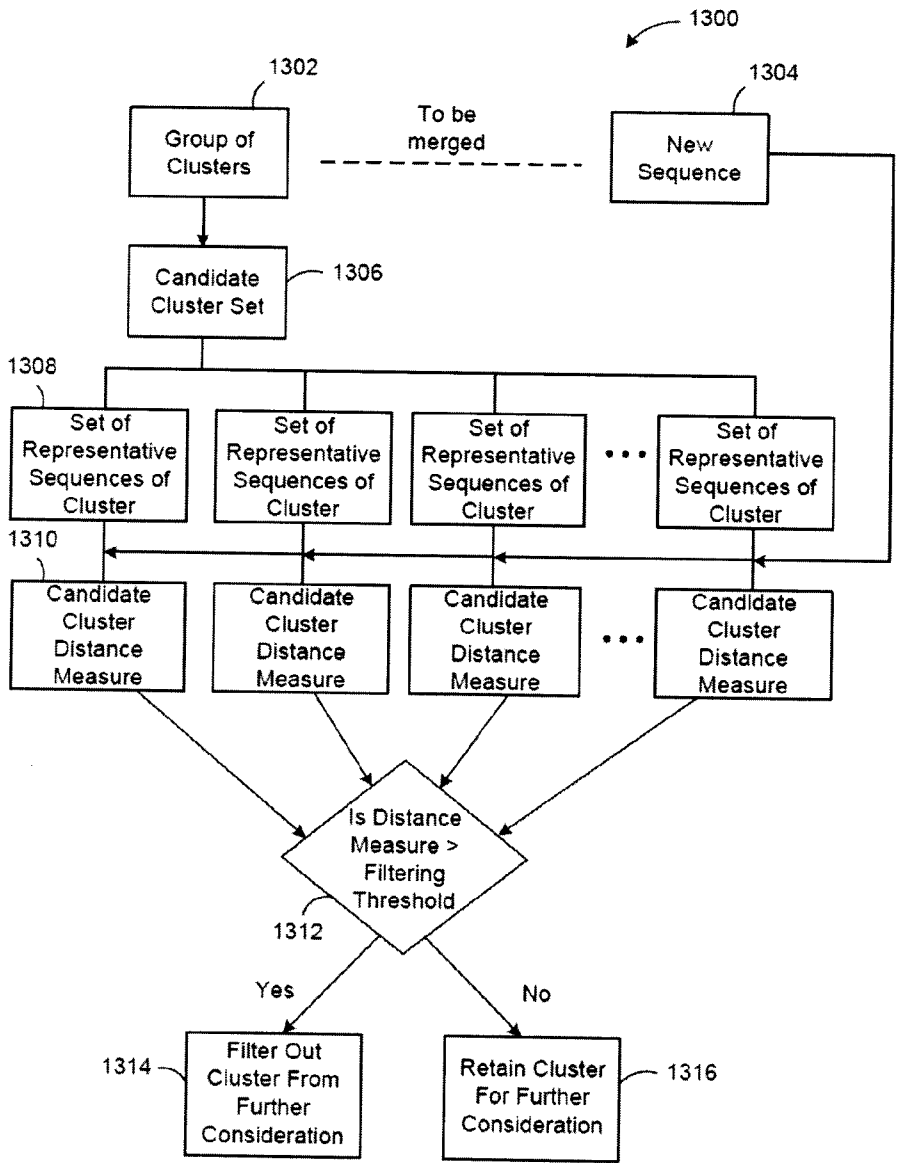 1300
1302
1304
Group of
Clusters
To be
merged
New
Sequence
Candidate
Cluster Set
1306
1308
Set of
Representative
Sequences of
Cluster
Set of
Representative
Sequences of
Cluster
Set of
Representative
Sequences of
Cluster
Set of
Representative
Sequences of
Cluster
1310
Candidate
Cluster
Distance
Measure
Candidate
Cluster
Distance
Measure
Candidate
Cluster
Distance
Measure
Candidate
Cluster
Distance
Measure
Is Distance
Measure >
Filtering
Threshold
1312
Yes
No
1314
Filter Out
Cluster From
Further
Consideration
Retain Cluster
For Further
Consideration
1316